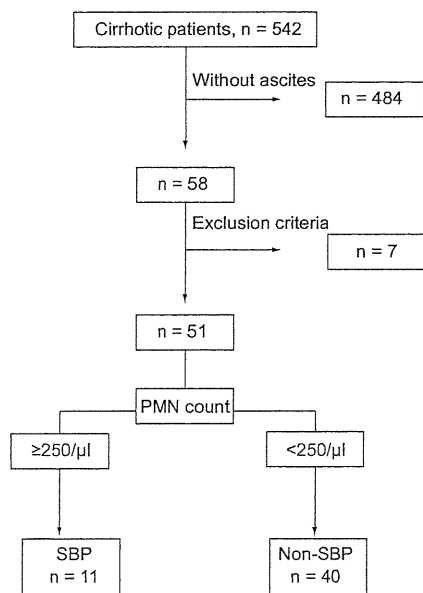 Cirrhotic patients, n = 542
Without ascites
n = 484
n = 58
Exclusion criteria
n = 7
n = 51
PMN count
≥250/µl
<250/µl
SBP
n = 11
Non-SBP
n = 40